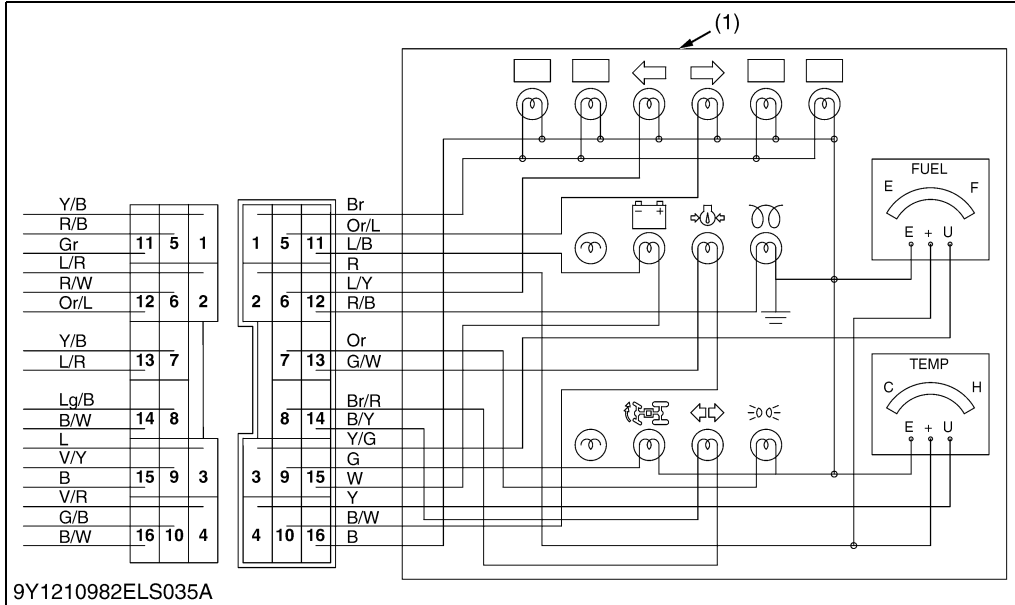 (1)
FUEL
E F
E + U
Y/B
R/B
Gr
L/R
R/W
Or/L
Y/B
L/R
Lg/B
B/W
L
V/Y
B
V/R
G/B
B/W
11 5 1
12 6 2
13 7
14 8
15 9 3
16 10 4
1 5 11
2 6 12
7 13
8 14
3 9 15
4 10 16
Br
Or/L
L/B
R
L/Y
R/B
Or
G/W
Br/R
B/Y
Y/G
G
W
Y
B/W
B
- +
TEMP
C H
E + U
9Y1210982ELS035A